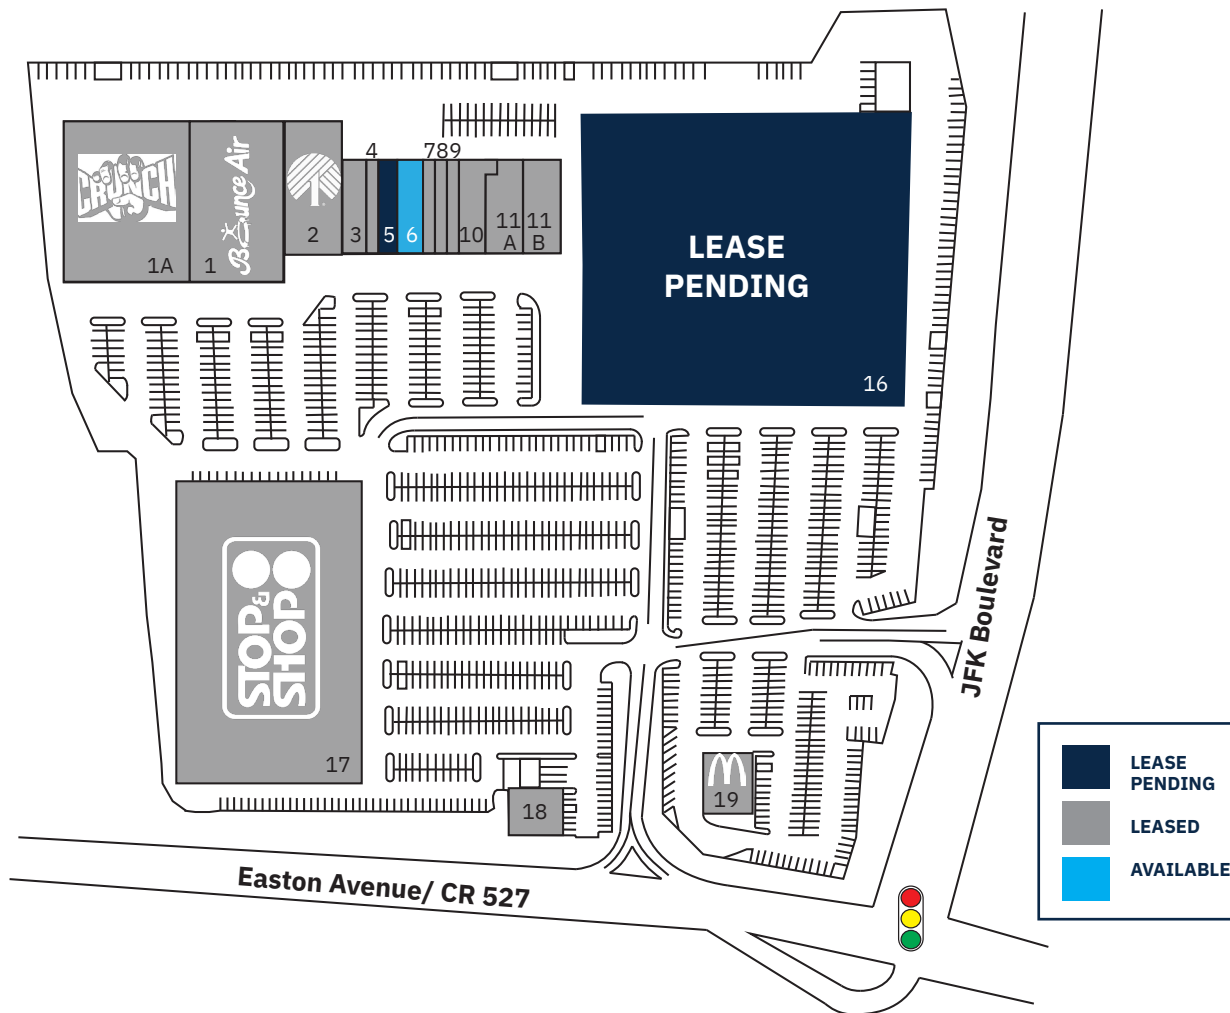 CRUNCH
1A
Bounce Air
1
2
3
4
5
6
789
10
11
A
11
B
LEASE
PENDING
16
STOP &
SHOP
17
18
19
JFK Boulevard
Easton Avenue/ CR 527
LEASE
PENDING
LEASED
AVAILABLE